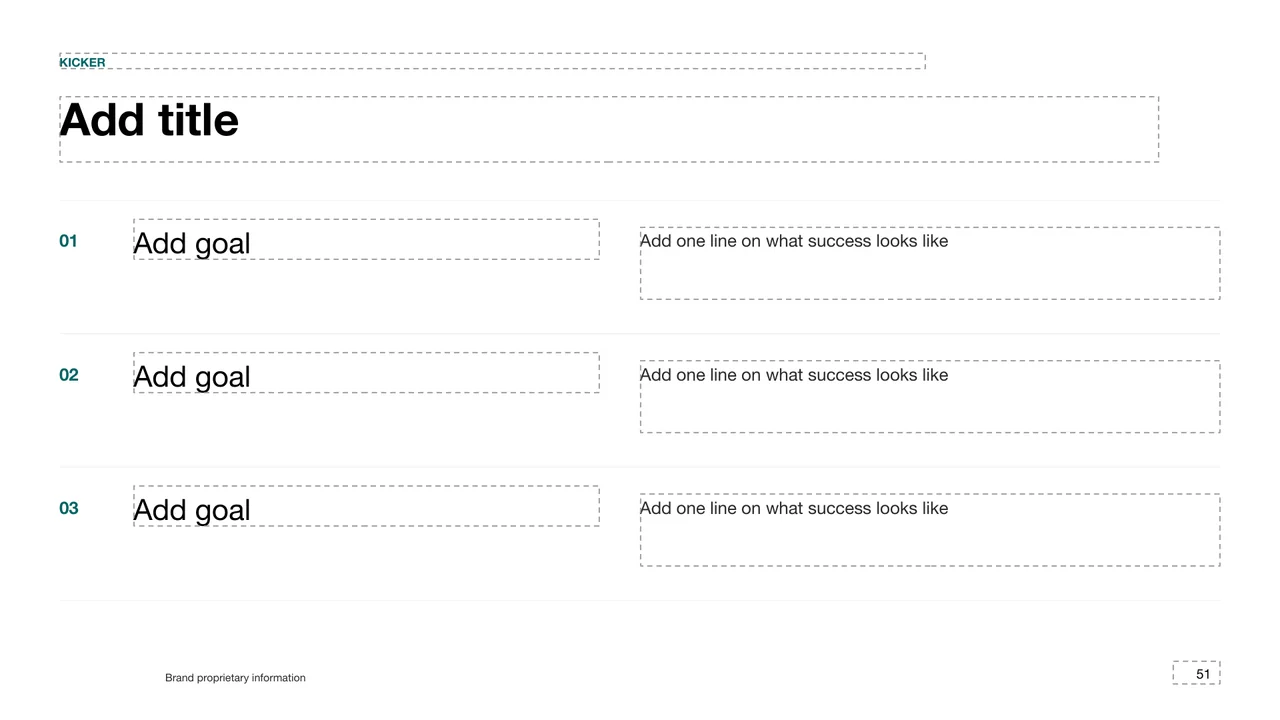 KICKER
Add title
01
Add goal
Add one line on what success looks like
02
Add goal
Add one line on what success looks like
03
Add goal
Add one line on what success looks like
Brand proprietary information
51